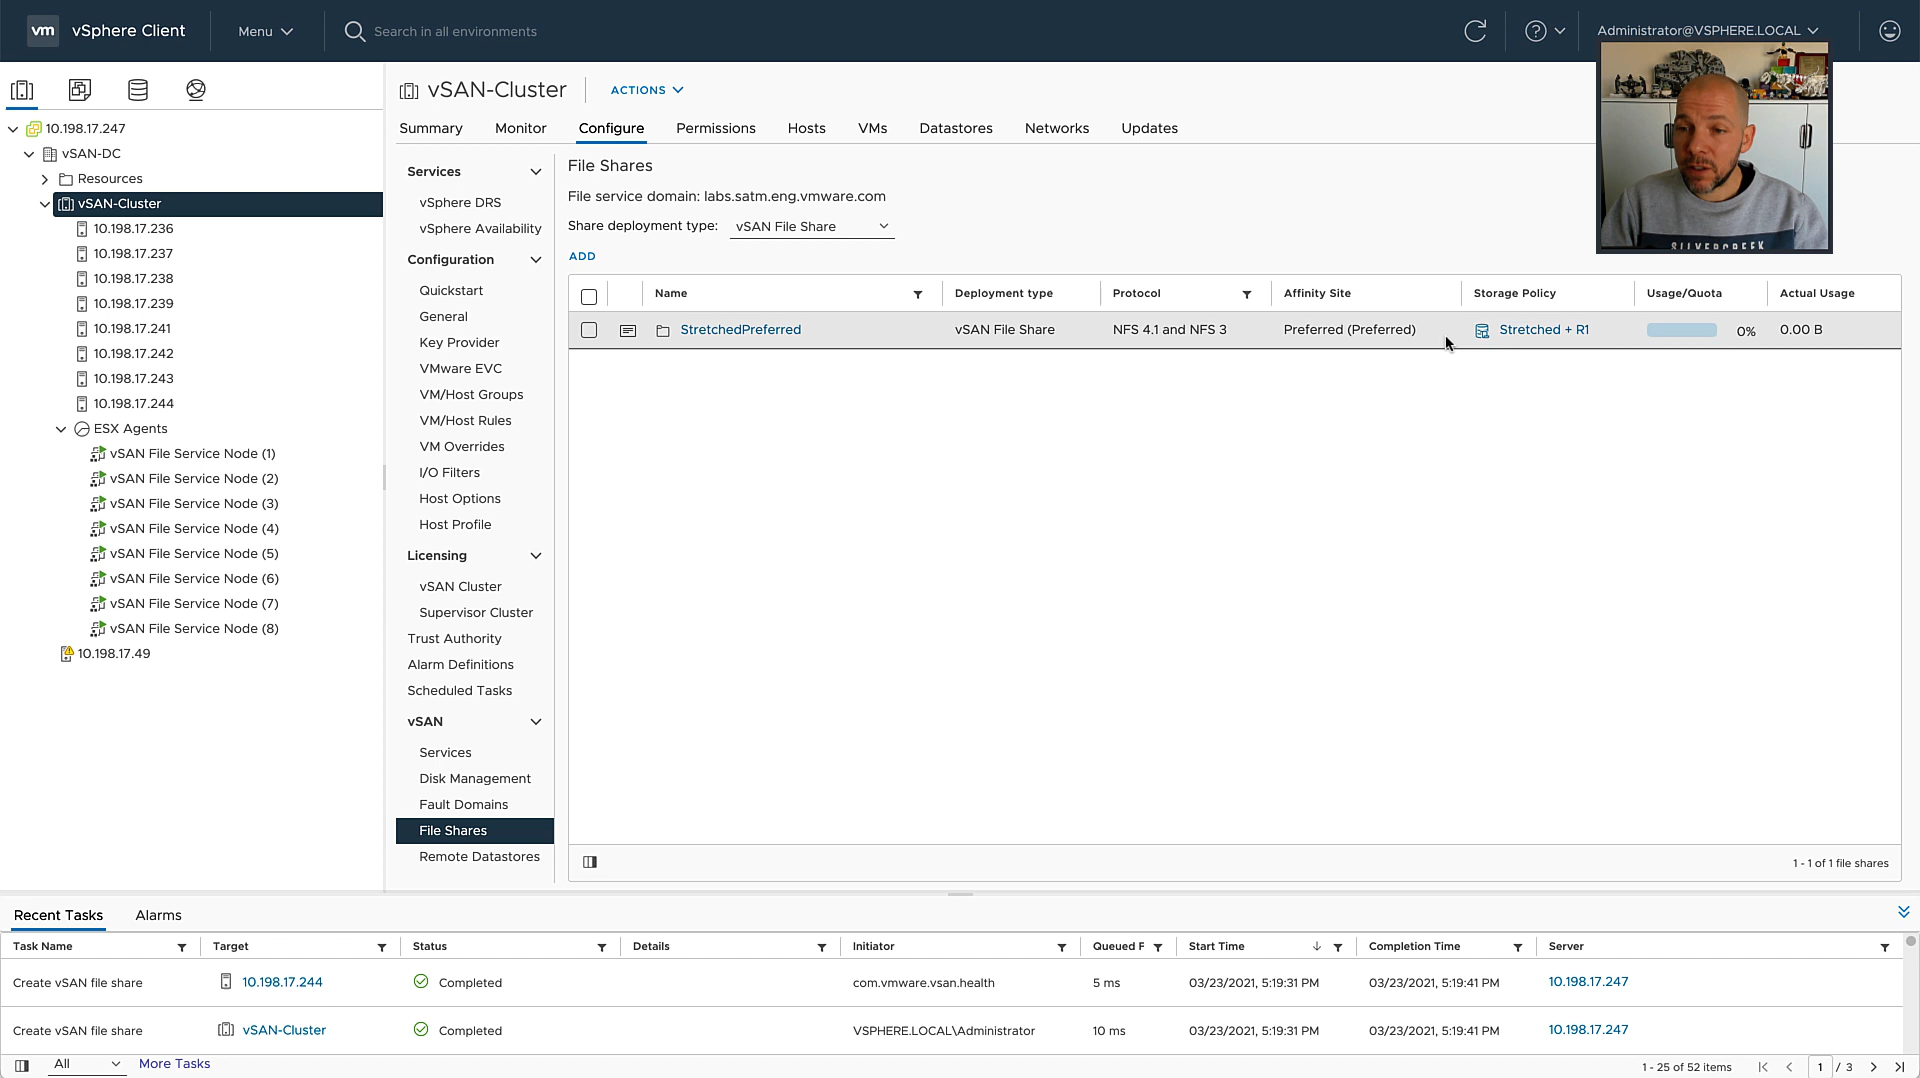 vm vSphere Client Menu Search in all environments Administrator@VSPHERE.LOCAL
10.198.17.247
vSAN-DC
Resources
vSAN-Cluster
10.198.17.236
10.198.17.237
10.198.17.238
10.198.17.239
10.198.17.241
10.198.17.242
10.198.17.243
10.198.17.244
ESX Agents
vSAN File Service Node (1)
vSAN File Service Node (2)
vSAN File Service Node (3)
vSAN File Service Node (4)
vSAN File Service Node (5)
vSAN File Service Node (6)
vSAN File Service Node (7)
vSAN File Service Node (8)
10.198.17.49
vSAN-Cluster ACTIONS
Summary Monitor Configure Permissions Hosts VMs Datastores Networks Updates
Services
vSphere DRS
vSphere Availability
Configuration
Quickstart
General
Key Provider
VMware EVC
VM/Host Groups
VM/Host Rules
VM Overrides
I/O Filters
Host Options
Host Profile
Licensing
vSAN Cluster
Supervisor Cluster
Trust Authority
Alarm Definitions
Scheduled Tasks
vSAN
Services
Disk Management
Fault Domains
File Shares
Remote Datastores
File Shares
File service domain: labs.satm.eng.vmware.com
Share deployment type: vSAN File Share
ADD
Name Deployment type Protocol Affinity Site Storage Policy Usage/Quota Actual Usage
StretchedPreferred vSAN File Share NFS 4.1 and NFS 3 Preferred (Preferred) Stretched + R1 0% 0.00 B
1 - 1 of 1 file shares
SILVERCREEK
Recent Tasks Alarms
Task Name Target Status Details Initiator Queued F Start Time Completion Time Server
Create vSAN file share 10.198.17.244 Completed com.vmware.vsan.health 5 ms 03/23/2021, 5:19:31 PM 03/23/2021, 5:19:41 PM 10.198.17.247
Create vSAN file share vSAN-Cluster Completed VSPHERE.LOCAL\Administrator 10 ms 03/23/2021, 5:19:31 PM 03/23/2021, 5:19:41 PM 10.198.17.247
All More Tasks 1 - 25 of 52 items 1 / 3